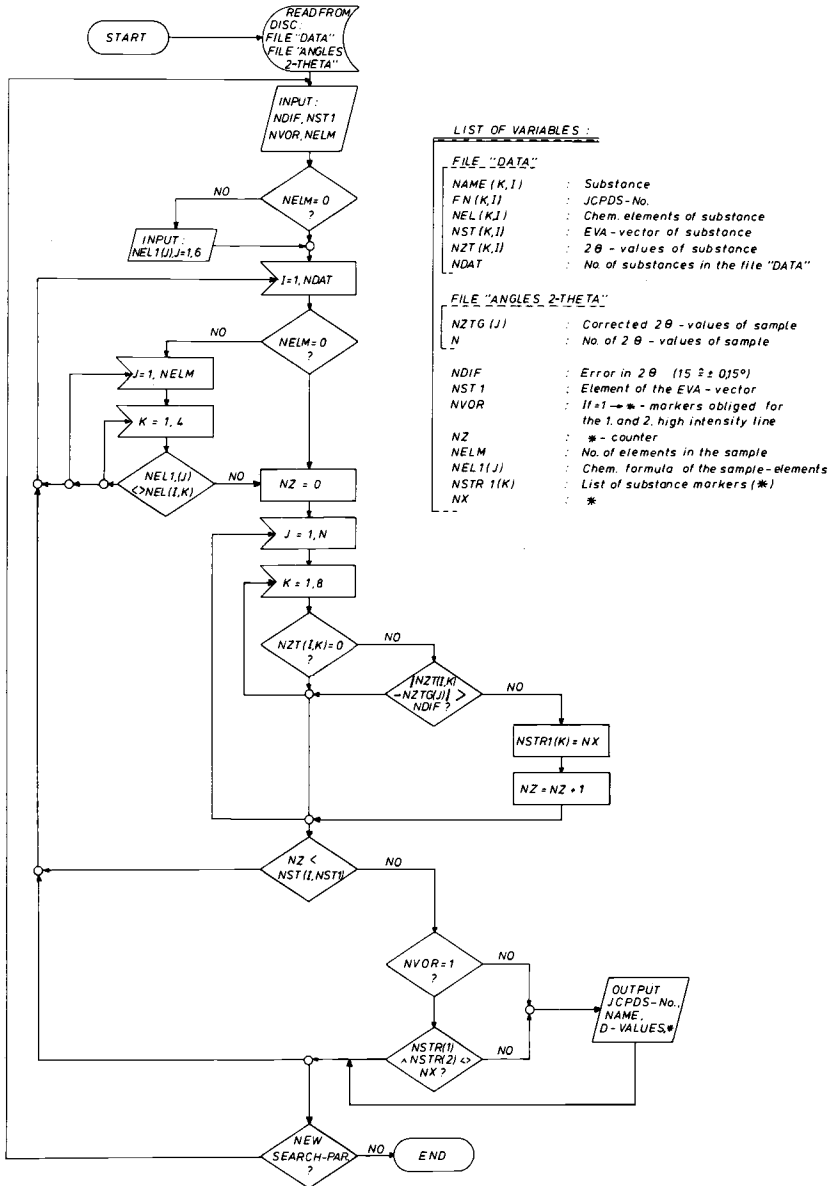 START
READ FROM
DISC:
FILE "DATA"
FILE "ANGLES
2-THETA"
INPUT:
NDIF, NST1
NVOR, NELM
NELM=0
?
NO
INPUT:
NEL1(J),J=1,6
I=1,NDAT
NELM=0
?
NO
J=1, NELM
K = 1,4
NEL1,(J)
<>NEL(I,K)
NO
NZ = 0
J = 1,N
K = 1,8
NZT(I,K)=0
?
NO
|NZT(I,K)
-NZTG(J)| >
NDIF ?
NO
NSTR1(K)= NX
NZ = NZ + 1
NZ <
NST(I,NST1)
NO
NVOR=1
?
NO
NSTR(1)
∧ NSTR(2) <>
NX ?
NO
OUTPUT
JCPDS-No.,
NAME,
D-VALUES,*
NEW
SEARCH-PAR.
?
NO
END
LIST OF VARIABLES :
FILE "DATA"
NAME (K,I) : Substance
FN (K,I) : JCPDS-No.
NEL (K,I) : Chem. elements of substance
NST (K,I) : EVA-vector of substance
NZT (K,I) : 2θ - values of substance
NDAT : No. of substances in the file "DATA"
FILE "ANGLES 2-THETA"
NZTG (J) : Corrected 2θ - values of sample
N : No. of 2θ - values of sample
NDIF : Error in 2θ (15 ≙ ± 0,15°)
NST 1 : Element of the EVA - vector
NVOR : If = 1 → * - markers obliged for
the 1. and 2. high intensity line
NZ : * - counter
NELM : No. of elements in the sample
NEL1(J) : Chem. formula of the sample-elements
NSTR 1(K) : List of substance markers (*)
NX : *